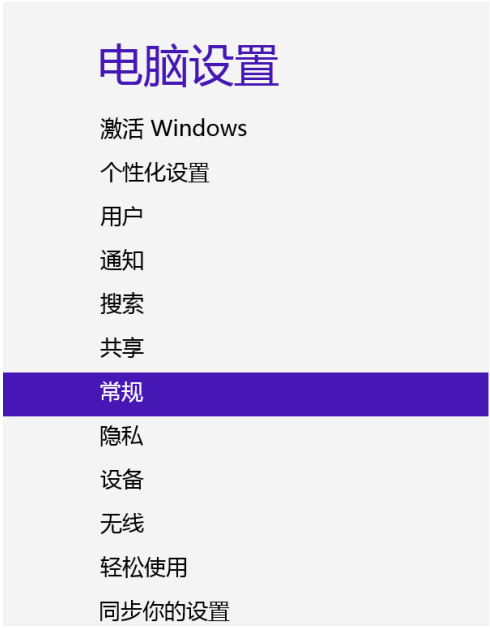 电脑设置
激活 Windows
个性化设置
用户
通知
搜索
共享
常规
隐私
设备
无线
轻松使用
同步你的设置